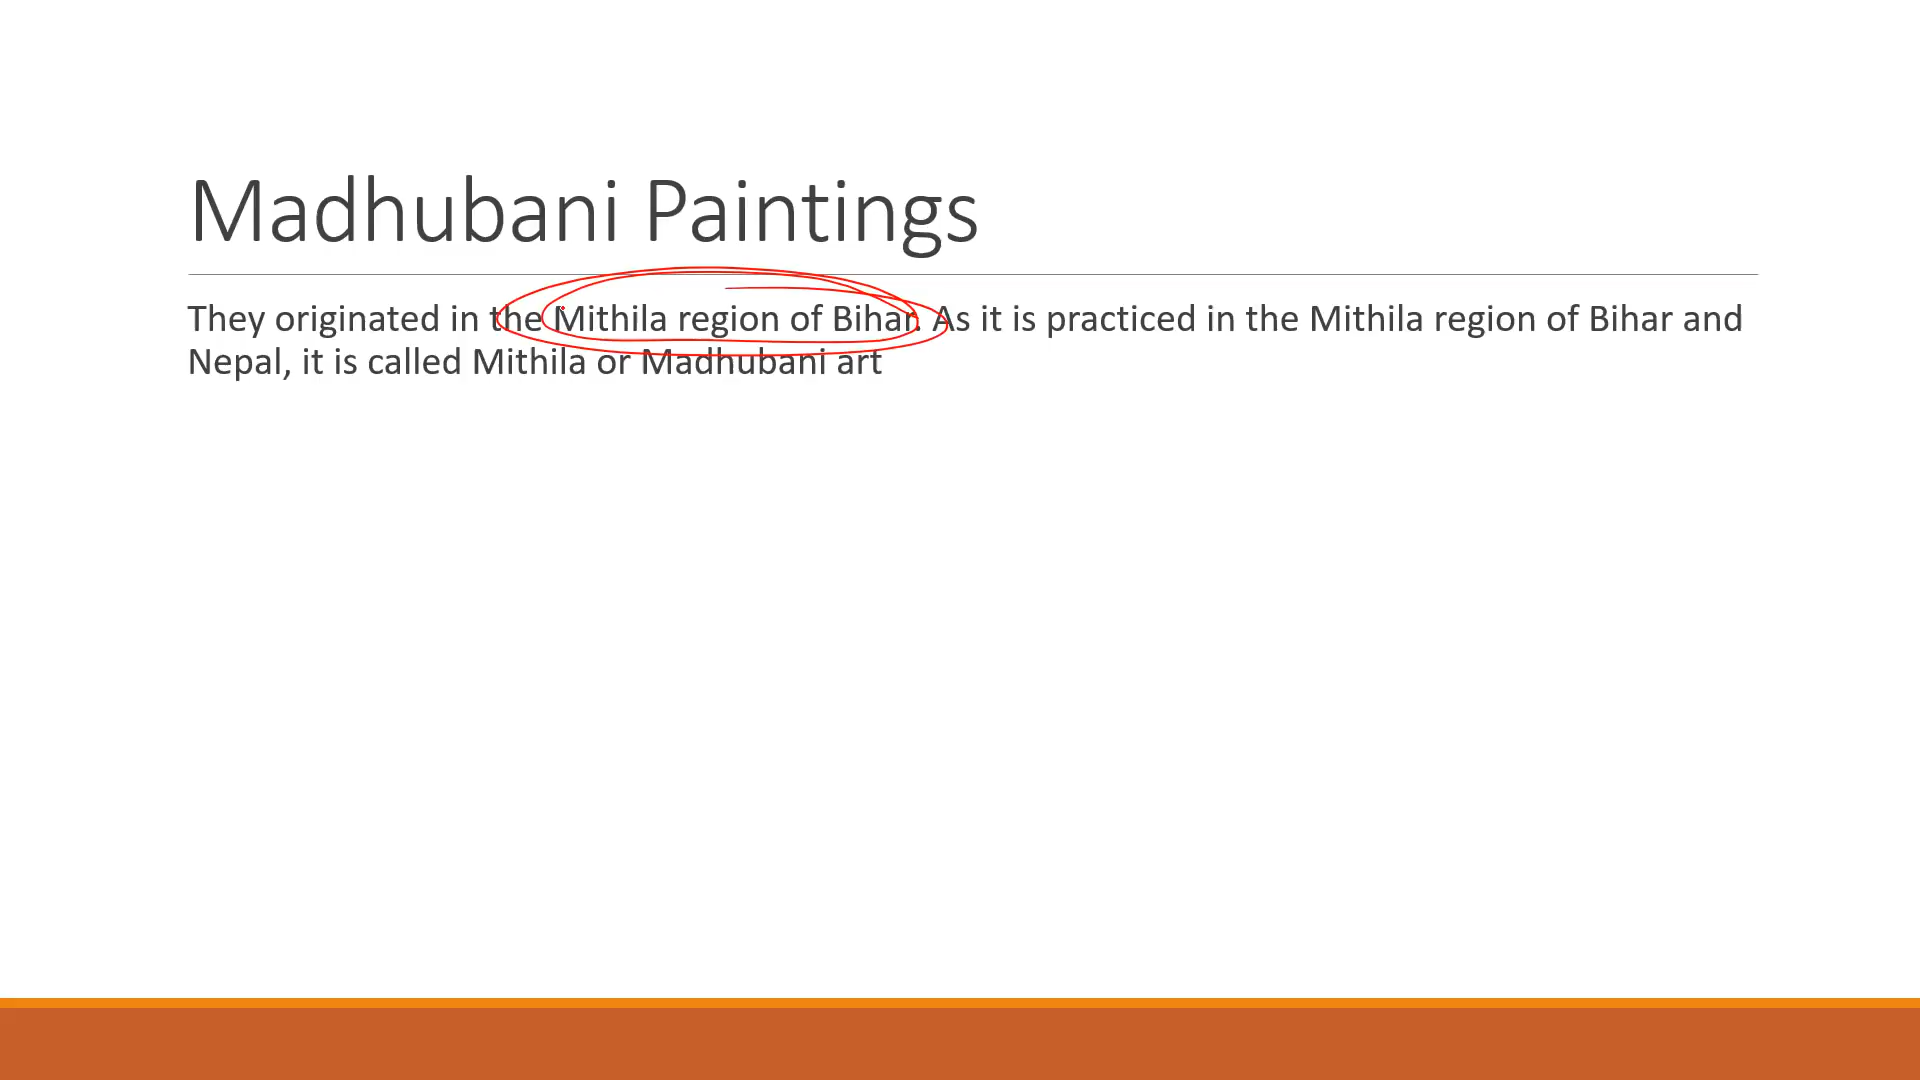 Madhubani Paintings
They originated in the Mithila region of Bihar. As it is practiced in the Mithila region of Bihar and
Nepal, it is called Mithila or Madhubani art